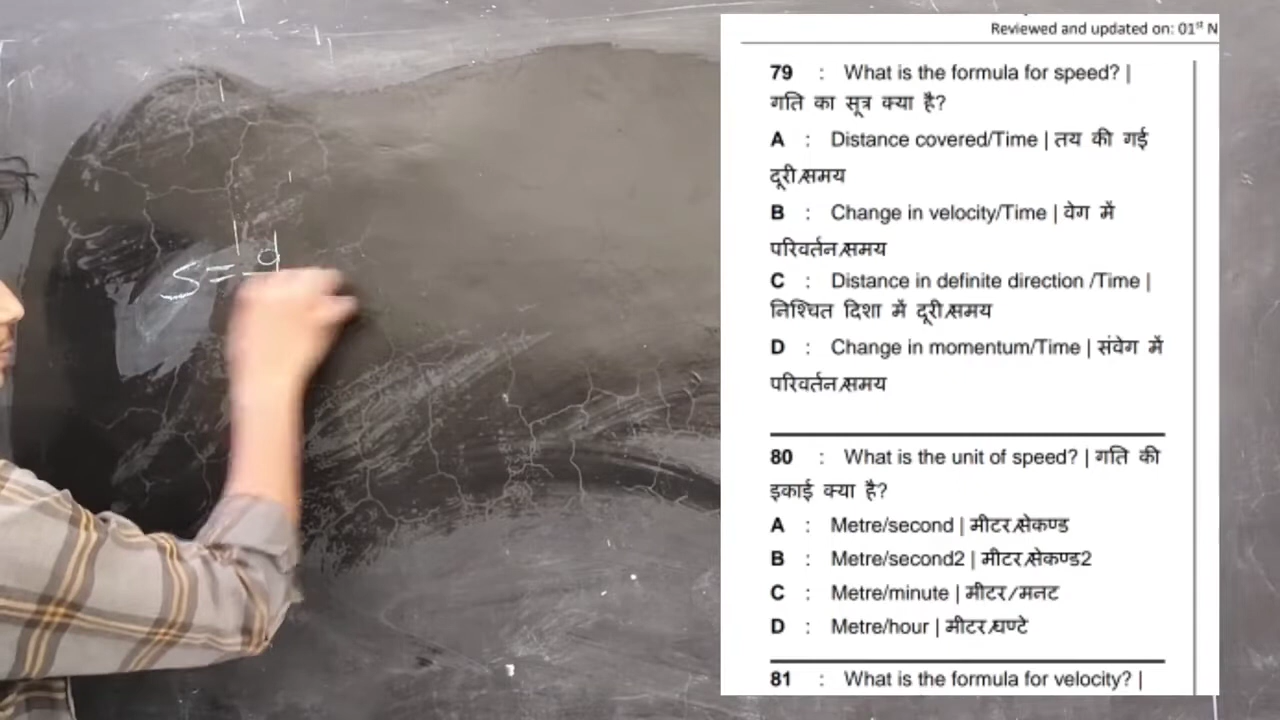 S = d
Reviewed and updated on: 01st N
79 : What is the formula for speed? |
गति का सूत्र क्या है?
A : Distance covered/Time | तय की गई
दूरी/समय
B : Change in velocity/Time | वेग में
परिवर्तन/समय
C : Distance in definite direction /Time |
निश्चित दिशा में दूरी/समय
D : Change in momentum/Time | संवेग में
परिवर्तन/समय
80 : What is the unit of speed? | गति की
इकाई क्या है?
A : Metre/second | मीटर/सेकण्ड
B : Metre/second2 | मीटर/सेकण्ड2
C : Metre/minute | मीटर/मनट
D : Metre/hour | मीटर/घण्टे
81 : What is the formula for velocity? |